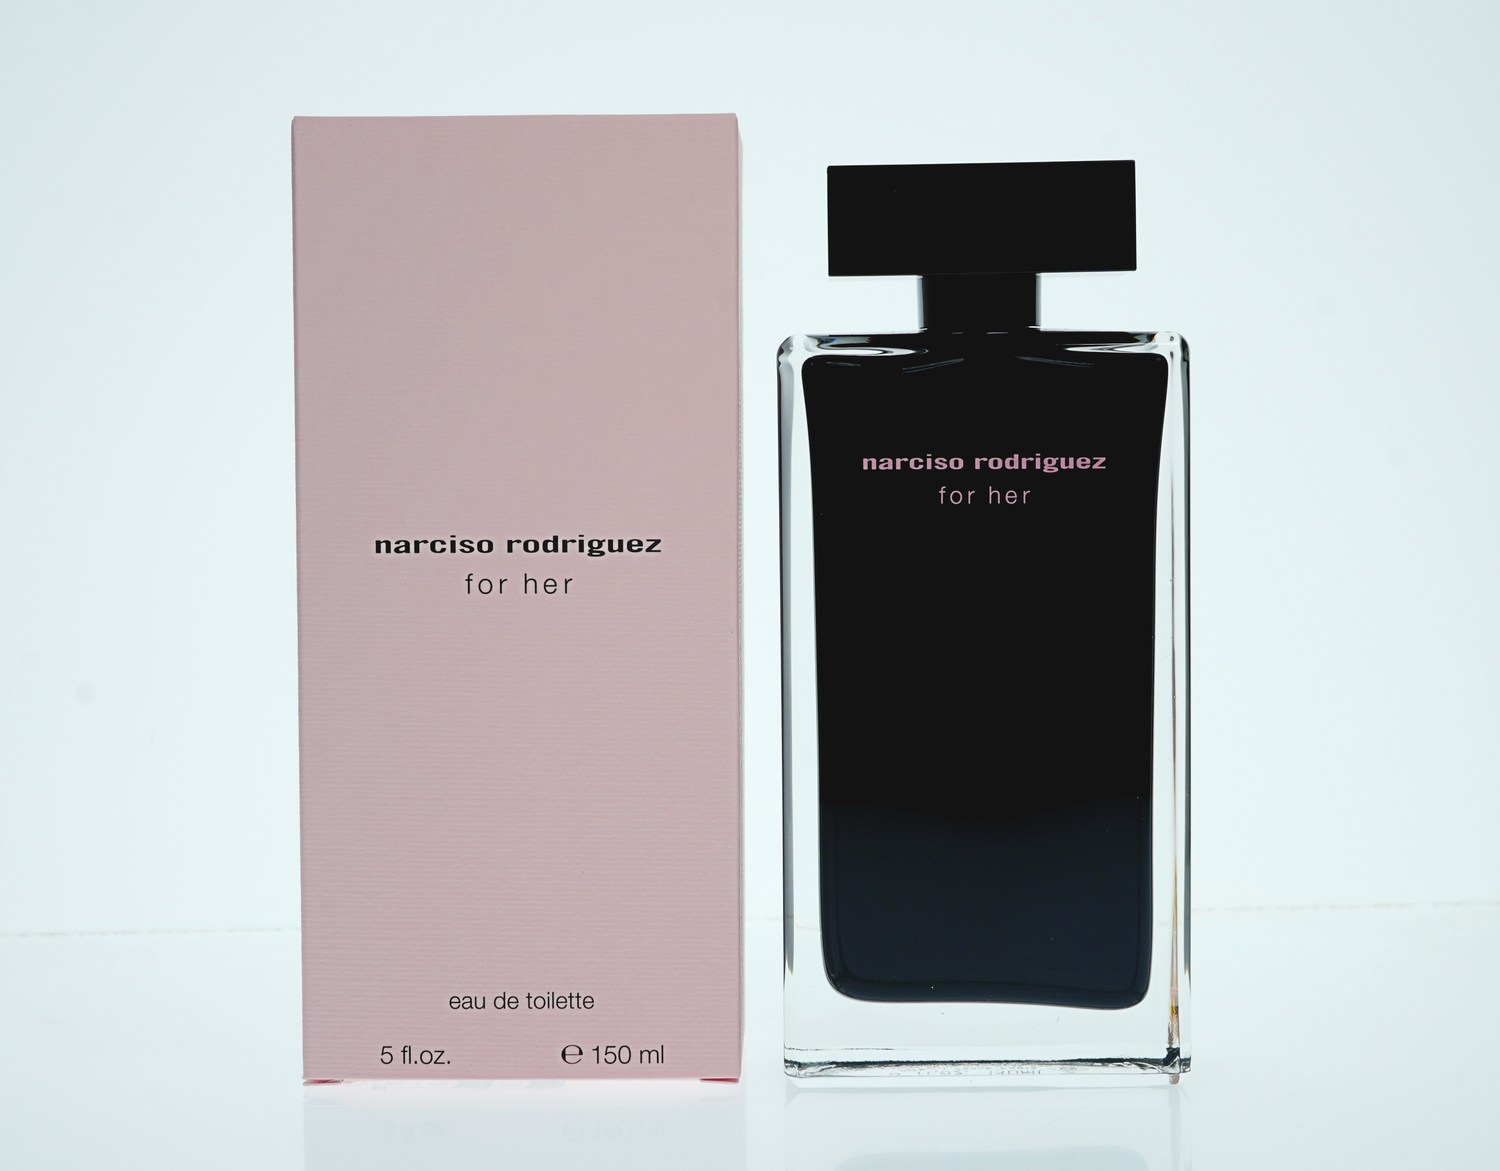 narciso rodriguez
for her
eau de toilette
5 fl.oz. ℮ 150 ml
narciso rodriguez
for her